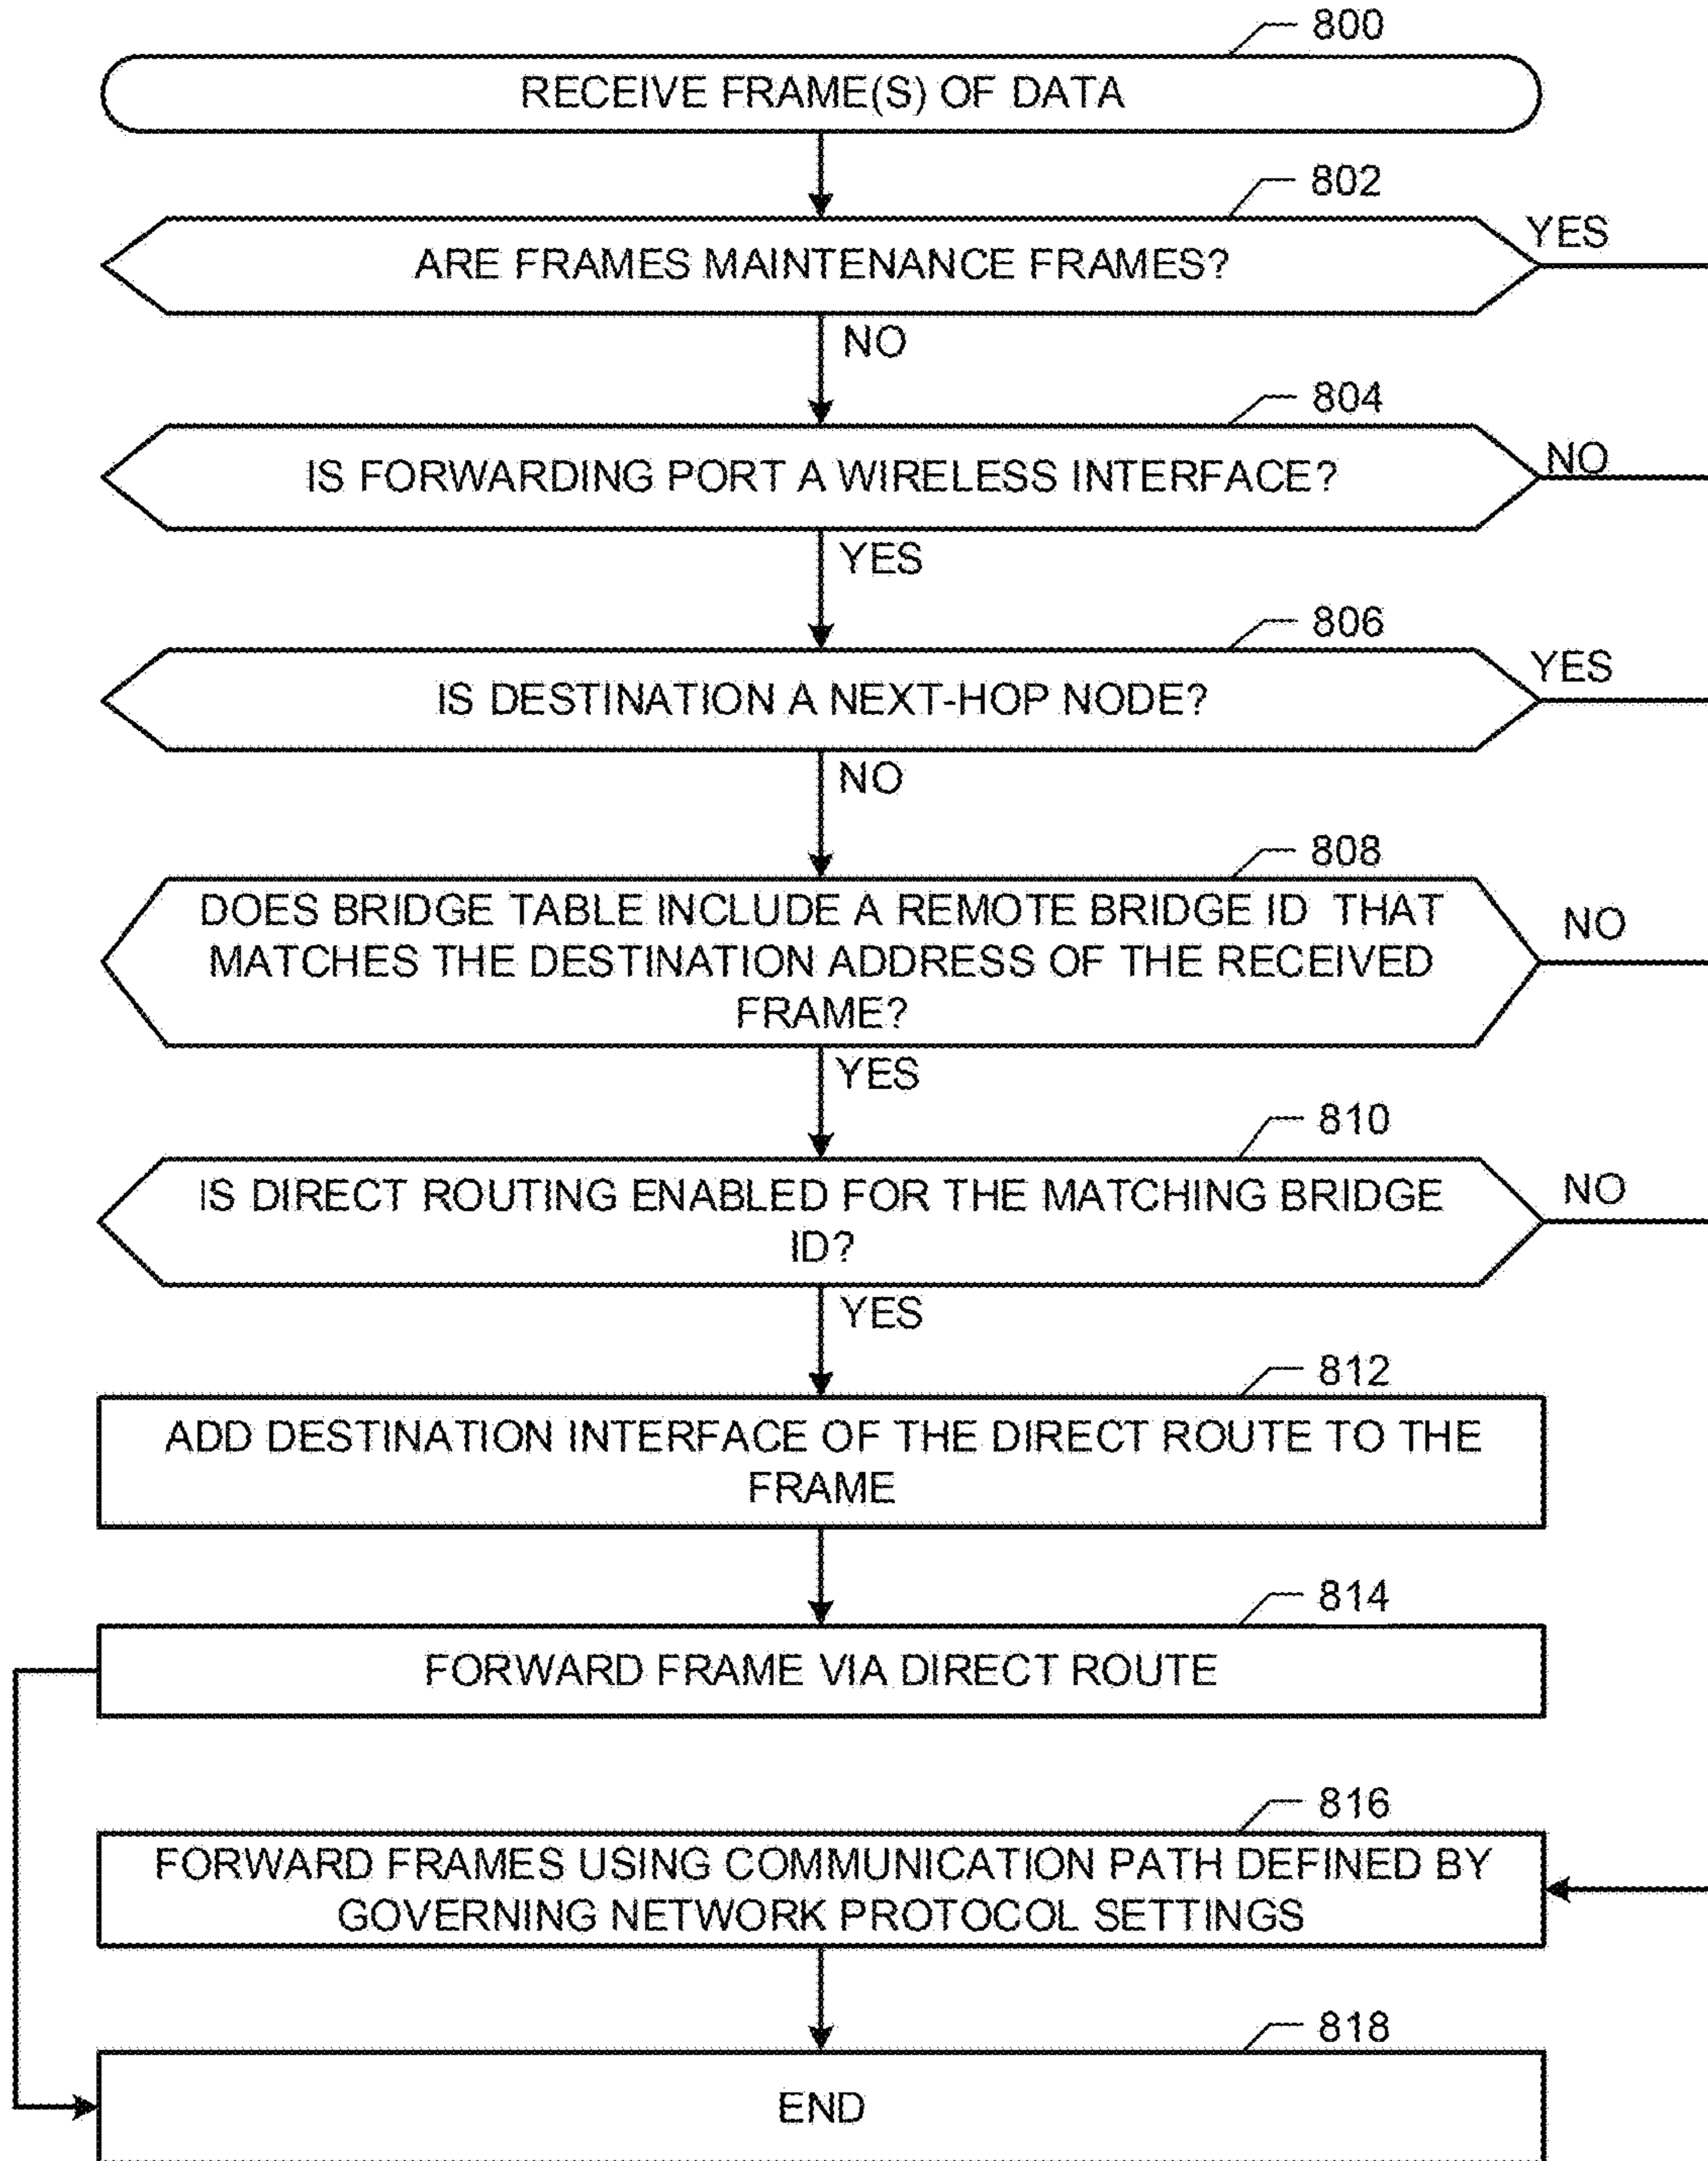 800
RECEIVE FRAME(S) OF DATA
802
ARE FRAMES MAINTENANCE FRAMES?
YES
NO
804
IS FORWARDING PORT A WIRELESS INTERFACE?
NO
YES
806
IS DESTINATION A NEXT-HOP NODE?
YES
NO
808
DOES BRIDGE TABLE INCLUDE A REMOTE BRIDGE ID THAT
MATCHES THE DESTINATION ADDRESS OF THE RECEIVED
FRAME?
NO
YES
810
IS DIRECT ROUTING ENABLED FOR THE MATCHING BRIDGE
ID?
NO
YES
812
ADD DESTINATION INTERFACE OF THE DIRECT ROUTE TO THE
FRAME
814
FORWARD FRAME VIA DIRECT ROUTE
816
FORWARD FRAMES USING COMMUNICATION PATH DEFINED BY
GOVERNING NETWORK PROTOCOL SETTINGS
818
END